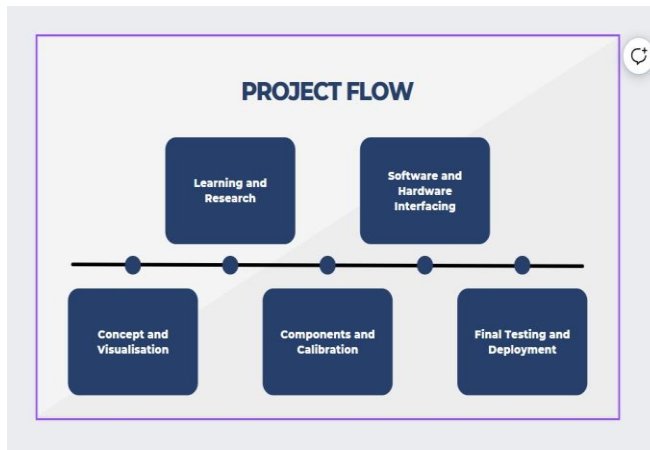 PROJECT FLOW
Learning and
Research
Software and
Hardware
Interfacing
Concept and
Visualisation
Components and
Calibration
Final Testing and
Deployment